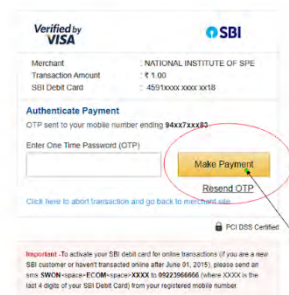 Verified by
VISA
SBI
Merchant : NATIONAL INSTITUTE OF SPE
Transaction Amount : ₹ 1.00
SBI Debit Card : 4591xxxx xxxx xx18
Authenticate Payment
OTP sent to your mobile number ending 94xx7xxx83
Enter One Time Password (OTP)
Make Payment
Resend OTP
Click here to abort transaction and go back to merchant site
PCI DSS Certified
Important -To activate your SBI debit card for online transactions (if you are a new
SBI customer or haven't transacted online after June 01, 2015), please send an
sms SWON<space>ECOM<space>XXXX to 09223966666 (where XXXX is the
last 4 digits of your SBI Debit Card) from your registered mobile number.